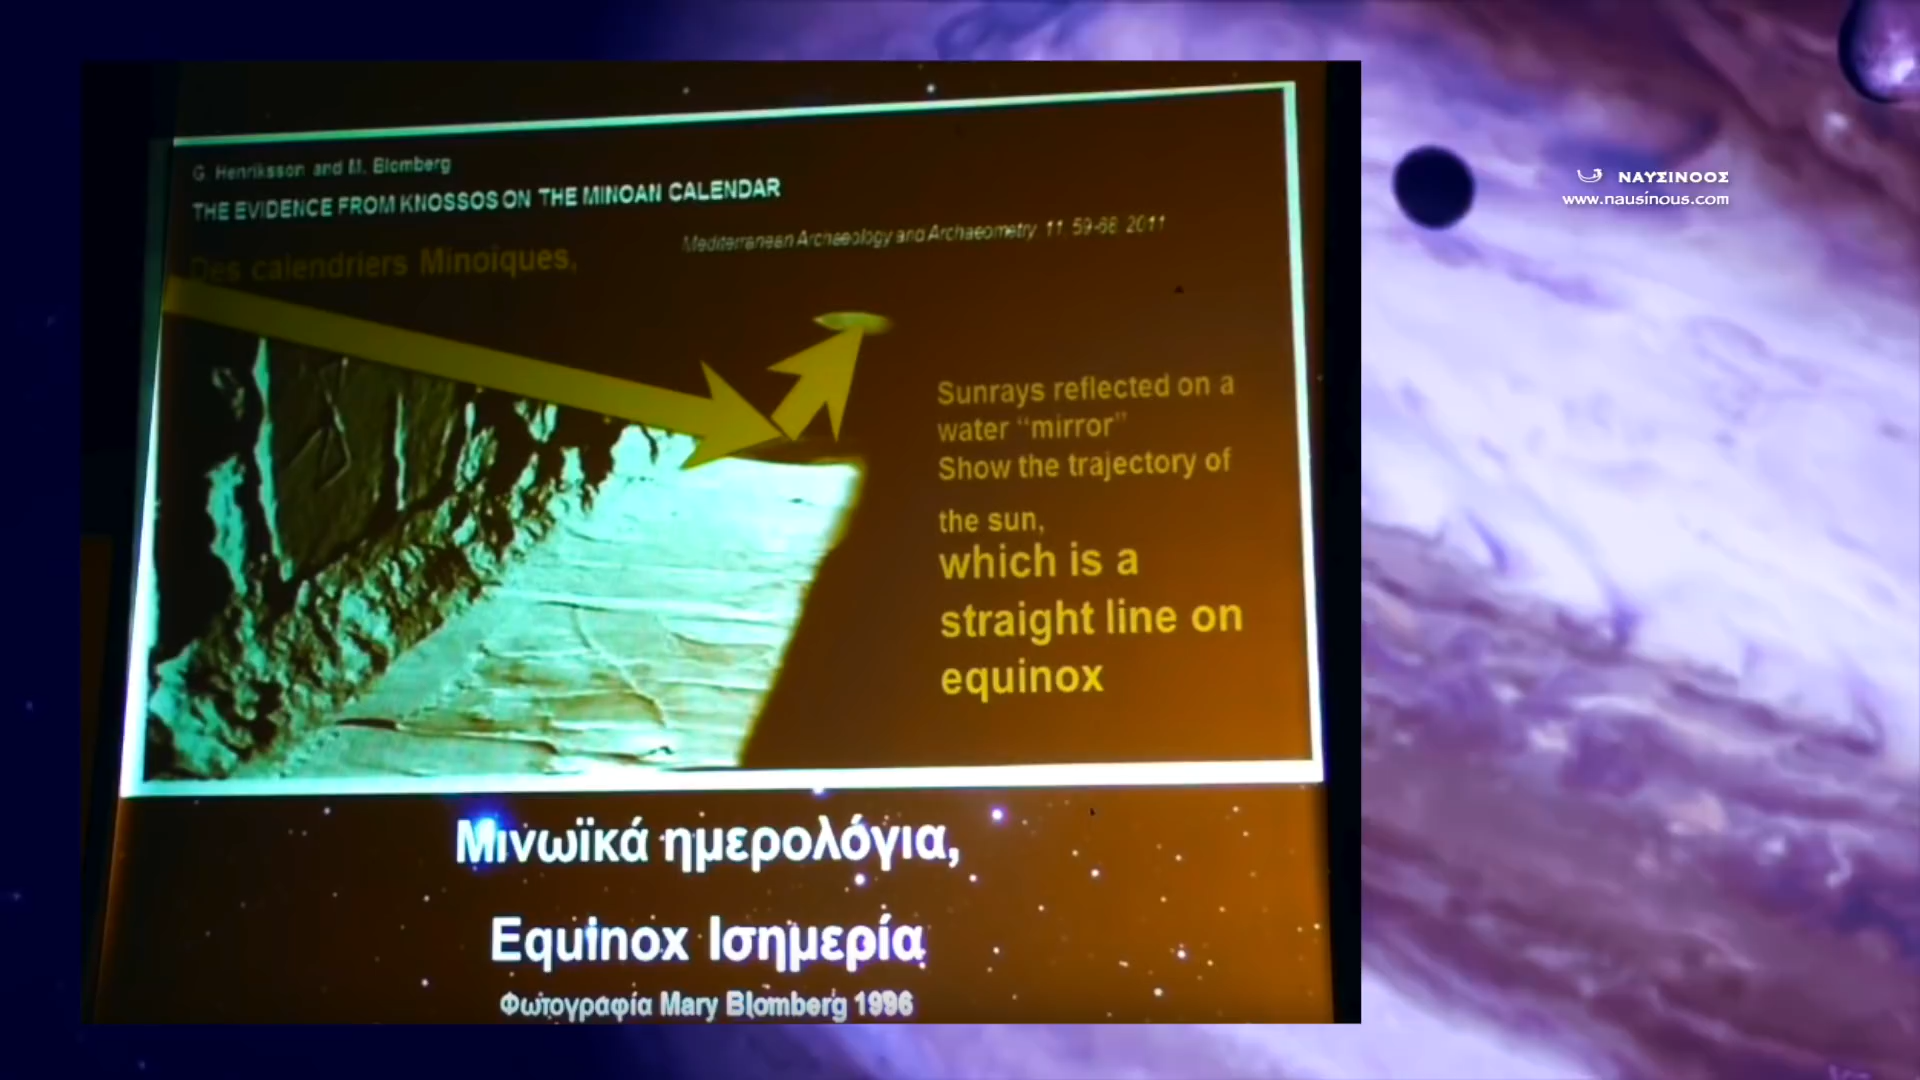 G. Henriksson and M. Blomberg
THE EVIDENCE FROM KNOSSOS ON THE MINOAN CALENDAR
Mediterranean Archaeology and Archaeometry, 11, 59-68, 2011
Des calendriers Minoïques,
Sunrays reflected on a
water “mirror”
Show the trajectory of
the sun,
which is a
straight line on
equinox
Μινωϊκά ημερολόγια,
Equinox Ισημερία
Φωτογραφία Mary Blomberg 1996
ΝΑΥΣΙΝΟΟΣ
www.nausinous.com